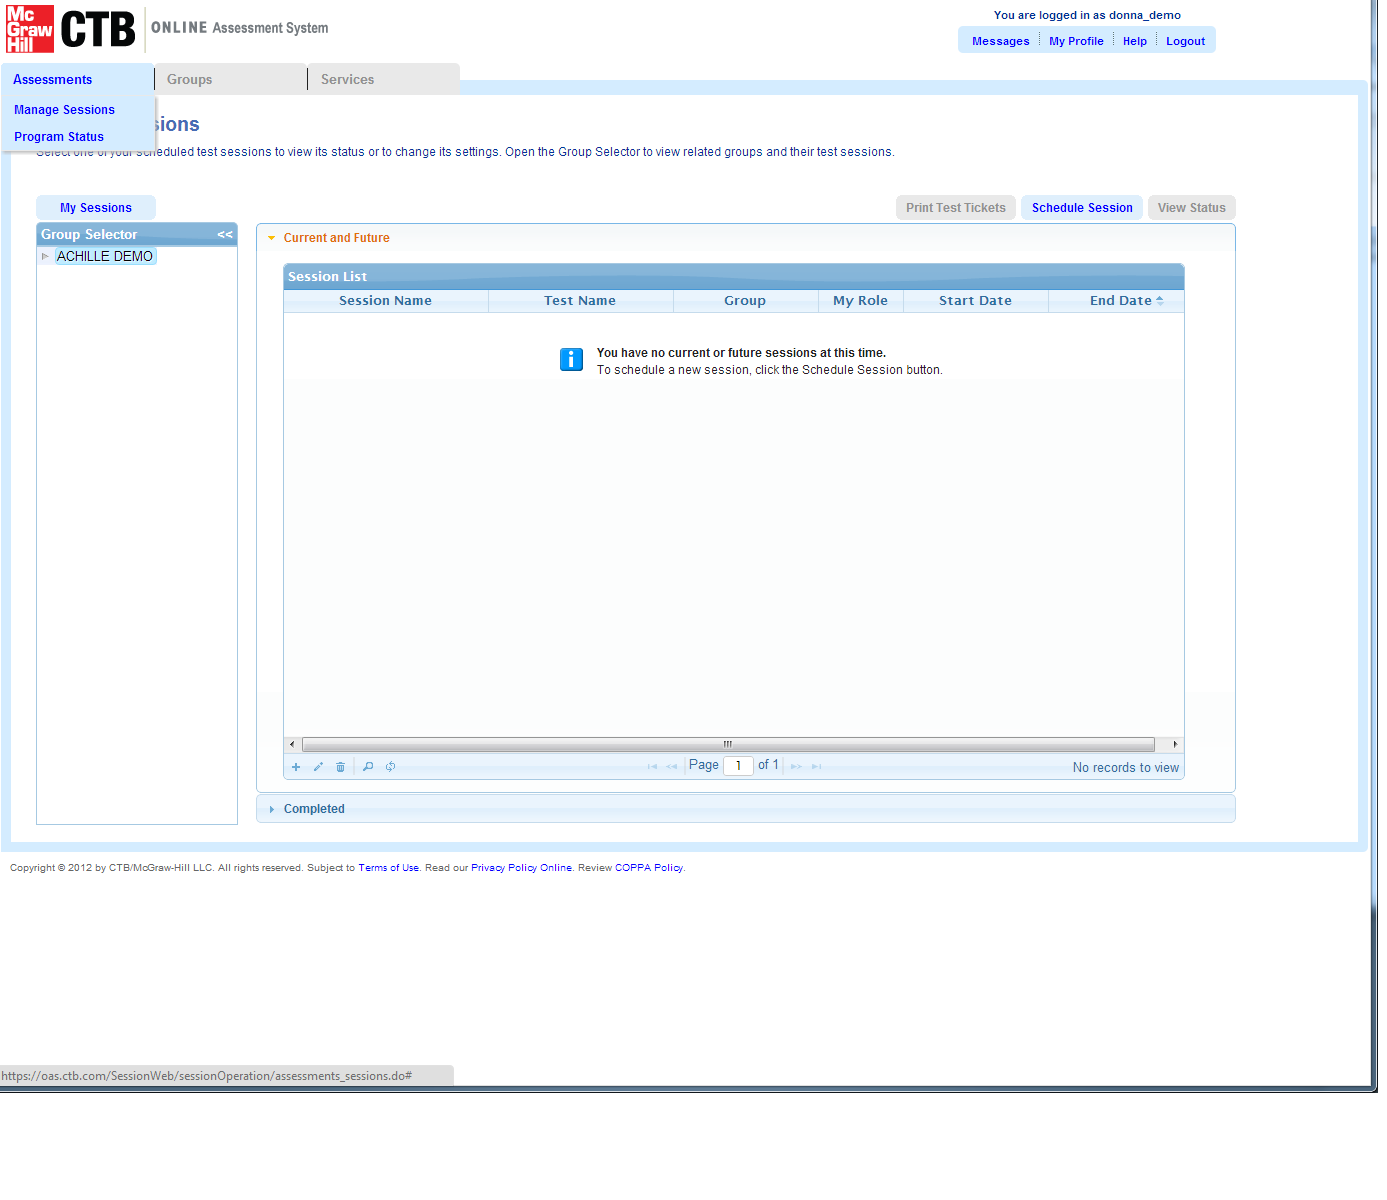 Mc
Graw
Hill
CTB
ONLINE Assessment System
You are logged in as donna_demo
Messages My Profile Help Logout
Assessments Groups Services
Manage Sessions
Program Status
sions
Select one of your scheduled test sessions to view its status or to change its settings. Open the Group Selector to view related groups and their test sessions.
My Sessions
Print Test Tickets Schedule Session View Status
Group Selector <<
ACHILLE DEMO
Current and Future
Session List
Session Name Test Name Group My Role Start Date End Date
You have no current or future sessions at this time.
To schedule a new session, click the Schedule Session button.
Page 1 of 1
No records to view
Completed
Copyright © 2012 by CTB/McGraw-Hill LLC. All rights reserved. Subject to Terms of Use. Read our Privacy Policy Online. Review COPPA Policy.
https://oas.ctb.com/SessionWeb/sessionOperation/assessments_sessions.do#